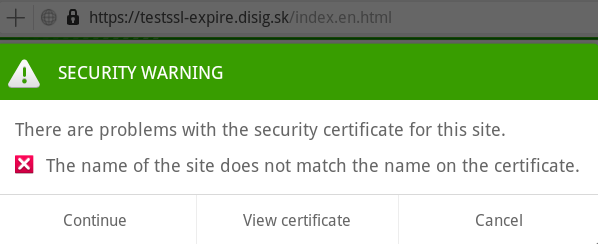 https://testssl-expire.disig.sk/index.en.html
SECURITY WARNING
There are problems with the security certificate for this site.
The name of the site does not match the name on the certificate.
Continue
View certificate
Cancel